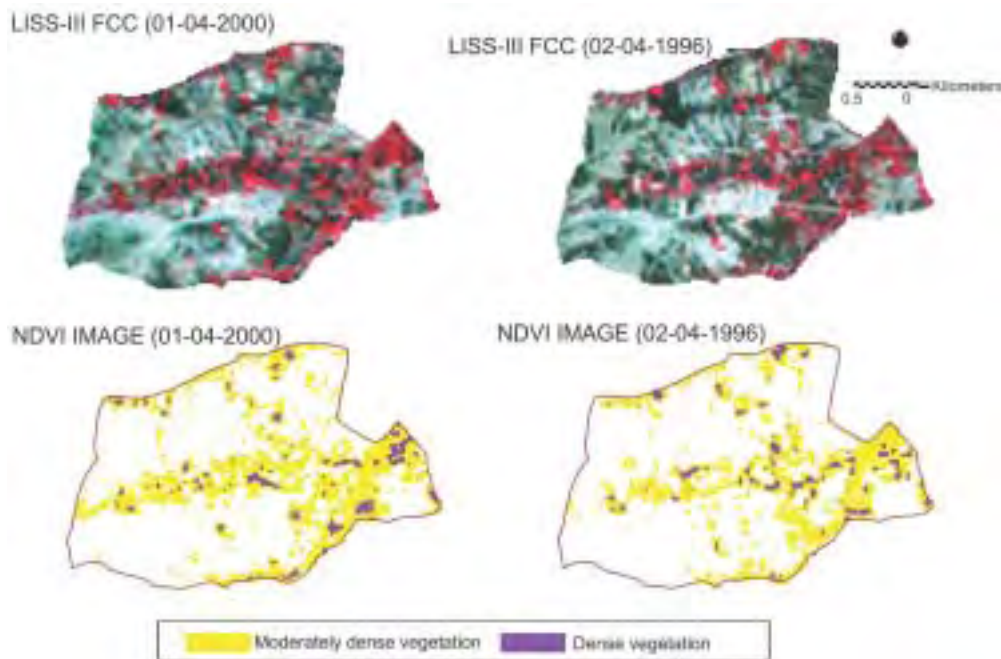 LISS-III FCC (01-04-2000)
LISS-III FCC (02-04-1996)
Kilometers
0.5 0
NDVI IMAGE (01-04-2000)
NDVI IMAGE (02-04-1996)
Moderately dense vegetation
Dense vegetation